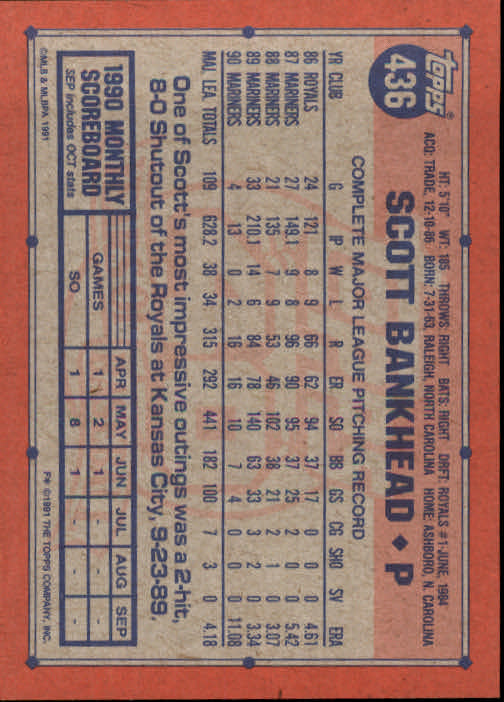 TOPPS®
436
HT: 5'10" WT: 185 THROWS: RIGHT BATS: RIGHT DRFT: ROYALS #1-JUNE, 1984
ACQ: TRADE, 12-10-86 BORN: 7-31-63, RALEIGH, NORTH CAROLINA HOME: ASHBORO, N. CAROLINA
SCOTT BANKHEAD ◆ P
COMPLETE MAJOR LEAGUE PITCHING RECORD
YR CLUB G IP W L R ER SO BB GS CG SHO SV ERA
86 ROYALS 24 121 8 9 66 62 94 37 17 0 0 0 4.61
87 MARINERS 27 149.1 9 8 96 90 95 37 25 2 0 0 5.42
88 MARINERS 21 135 7 9 53 46 102 38 21 2 1 0 3.07
89 MARINERS 33 210.1 14 6 84 78 140 63 33 3 2 0 3.34
90 MARINERS 4 13 0 2 16 16 10 7 4 0 0 0 11.08
MAJ. LEA. TOTALS 109 628.2 38 34 315 292 441 182 100 7 3 0 4.18
One of Scott's most impressive outings was a 2-hit,
8-0 Shutout of the Royals at Kansas City, 9-23-89.
1990 MONTHLY
SCOREBOARD
SEP includes OCT stats
APR MAY JUN JUL AUG SEP
GAMES 1 2 1 - - -
SO 1 8 1 - - -
©MLB & MLBPA 1991
F* ©1991 THE TOPPS COMPANY, INC.